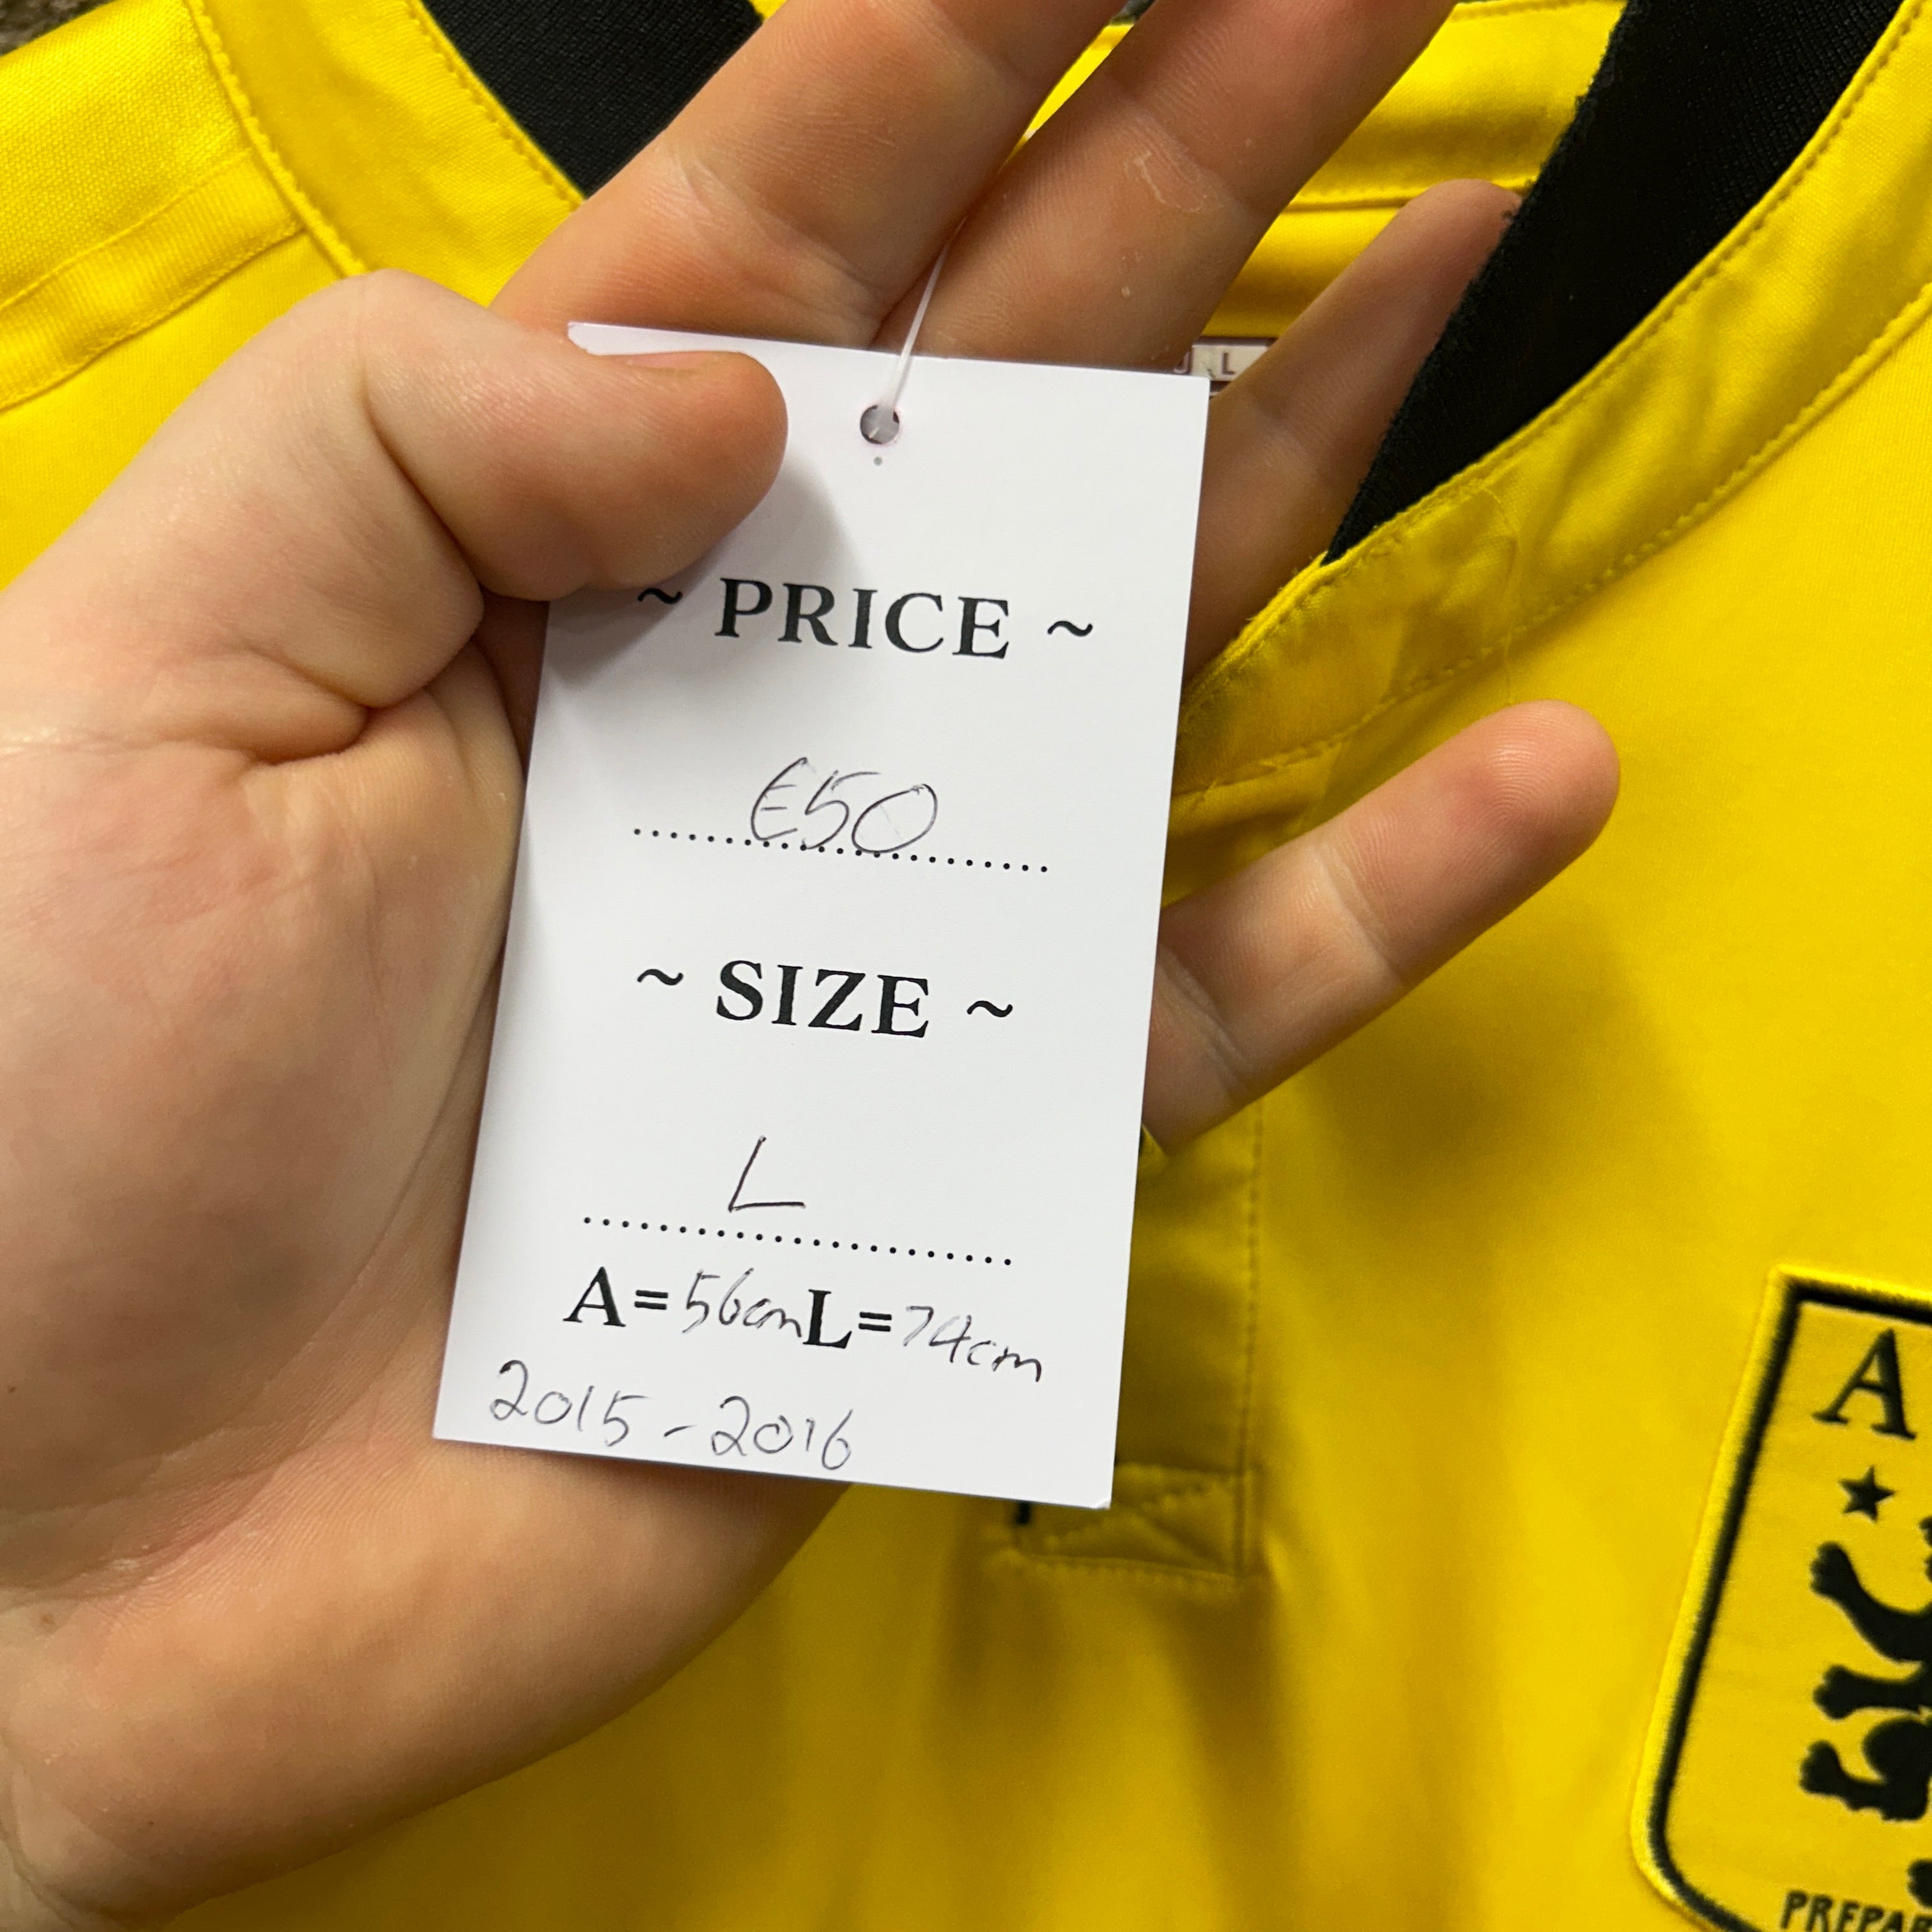 L
~ PRICE ~
€50
~ SIZE ~
L
A=56cm L=74cm
2015-2016
A
PREPA